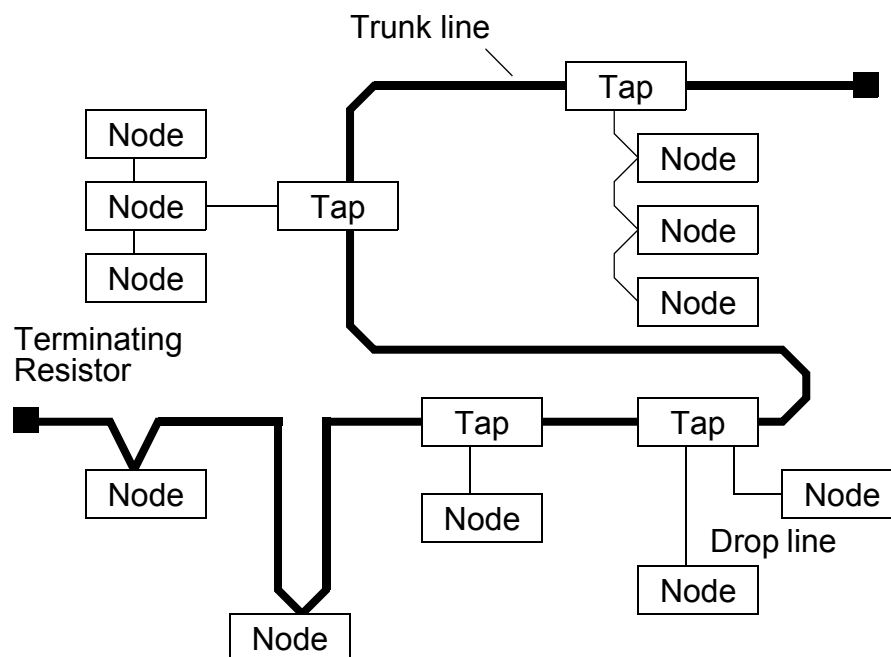 Trunk line
Tap
Node
Node
Node
Tap
Node
Node
Node
Terminating
Resistor
Tap
Tap
Node
Node
Node
Drop line
Node
Node